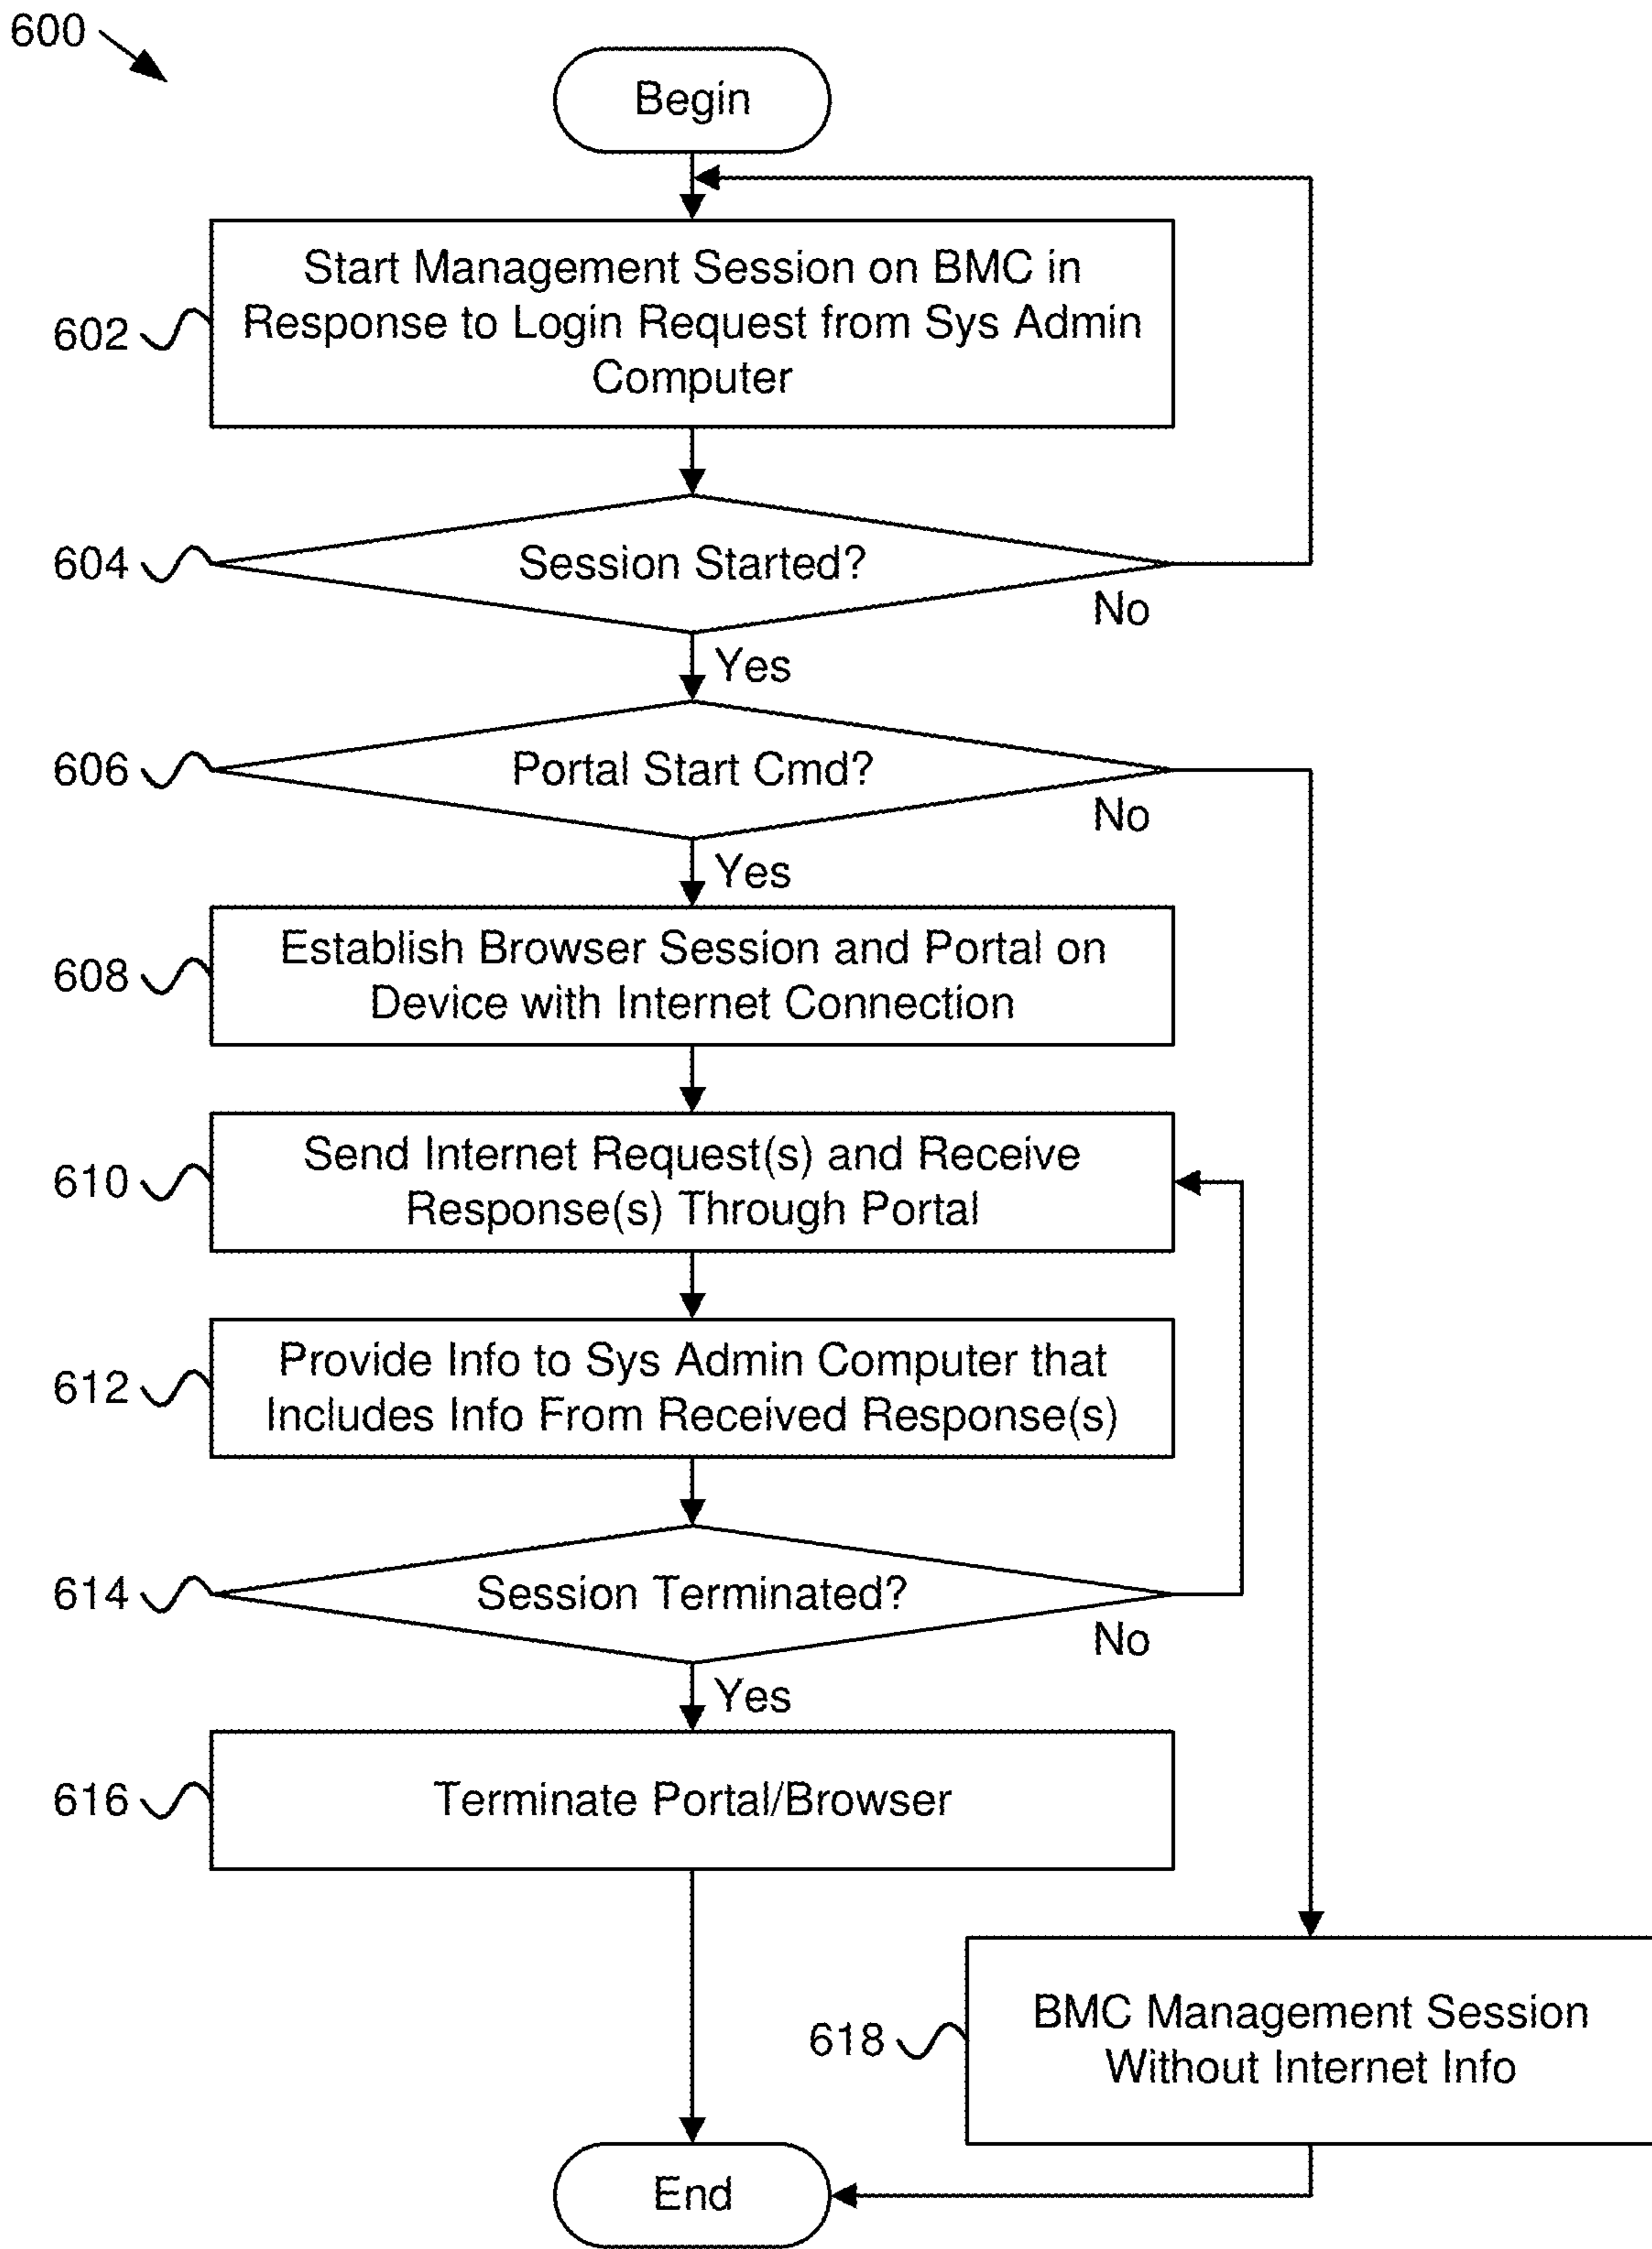 600
Begin
Start Management Session on BMC in
Response to Login Request from Sys Admin
Computer
602
604
Session Started?
No
Yes
606
Portal Start Cmd?
No
Yes
608
Establish Browser Session and Portal on
Device with Internet Connection
610
Send Internet Request(s) and Receive
Response(s) Through Portal
612
Provide Info to Sys Admin Computer that
Includes Info From Received Response(s)
614
Session Terminated?
No
Yes
616
Terminate Portal/Browser
618
BMC Management Session
Without Internet Info
End